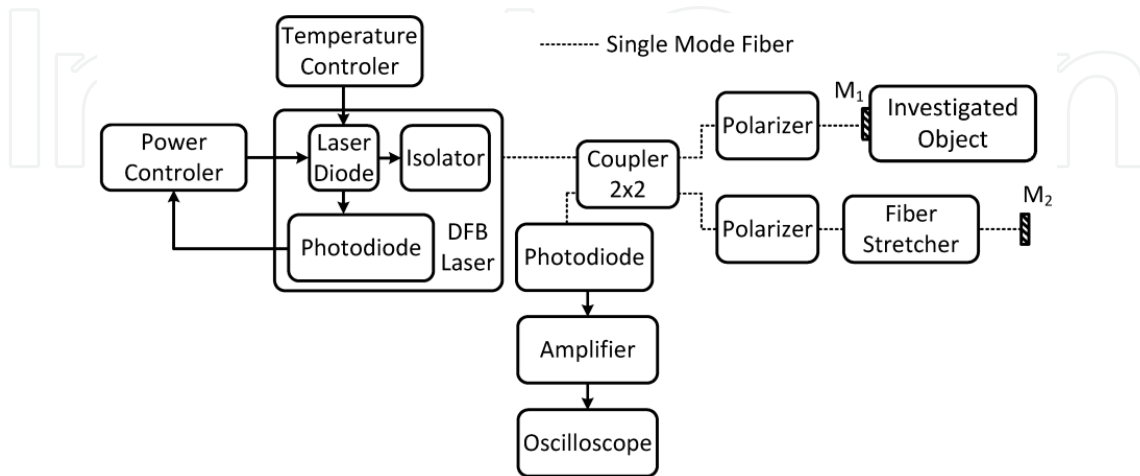 Temperature
Controler
Single Mode Fiber
M1
Investigated
Object
Polarizer
Power
Controler
Laser
Diode
Isolator
Coupler
2x2
Photodiode
DFB
Laser
Polarizer
Fiber
Stretcher
M2
Photodiode
Amplifier
Oscilloscope